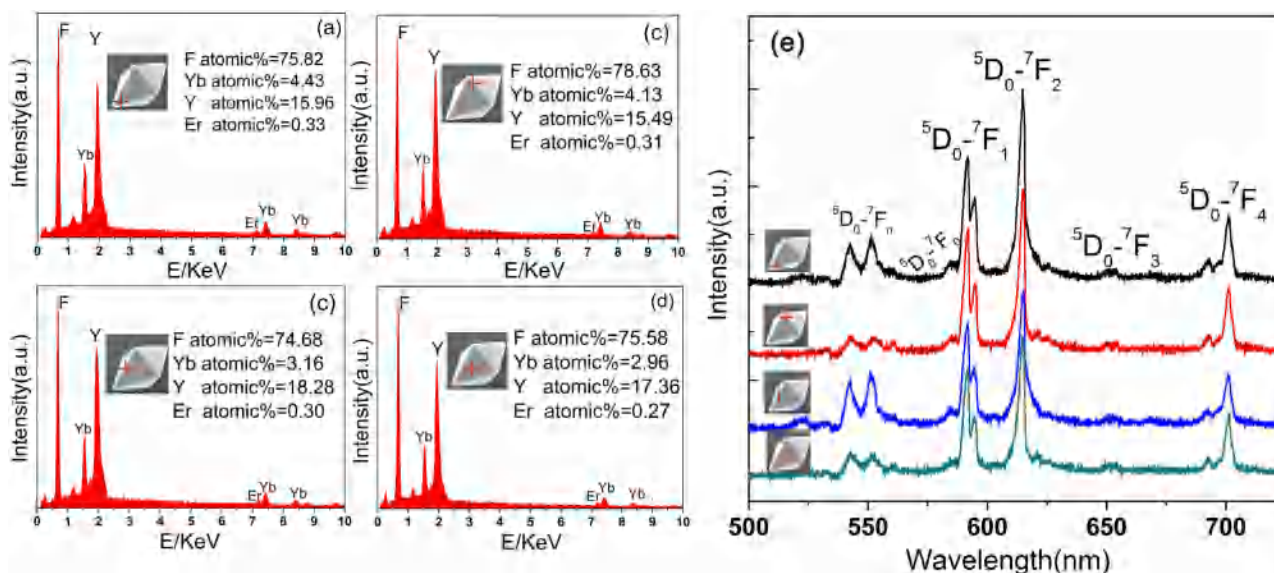 (a)
F
Y
Yb
Er
Yb
Yb
F atomic%=75.82
Yb atomic%=4.43
Y atomic%=15.96
Er atomic%=0.33
Intensity(a.u.)
0 1 2 3 4 5 6 7 8 9 10
E/KeV
(c)
F
Y
Yb
Er
Yb
Yb
F atomic%=78.63
Yb atomic%=4.13
Y atomic%=15.49
Er atomic%=0.31
Intensity(a.u.)
0 1 2 3 4 5 6 7 8 9 10
E/KeV
(c)
F
Y
Yb
Er
Yb
Yb
F atomic%=74.68
Yb atomic%=3.16
Y atomic%=18.28
Er atomic%=0.30
Intensity(a.u.)
0 1 2 3 4 5 6 7 8 9 10
E/KeV
(d)
F
Y
Yb
Er
Yb
Yb
F atomic%=75.58
Yb atomic%=2.96
Y atomic%=17.36
Er atomic%=0.27
Intensity(a.u.)
0 1 2 3 4 5 6 7 8 9 10
E/KeV
(e)
⁵D₀-⁷F₂
⁵D₀-⁷F₁
⁵D₀-⁷F₄
⁵D₀-⁷F₃
Intensity(a.u.)
500 550 600 650 700
Wavelength(nm)